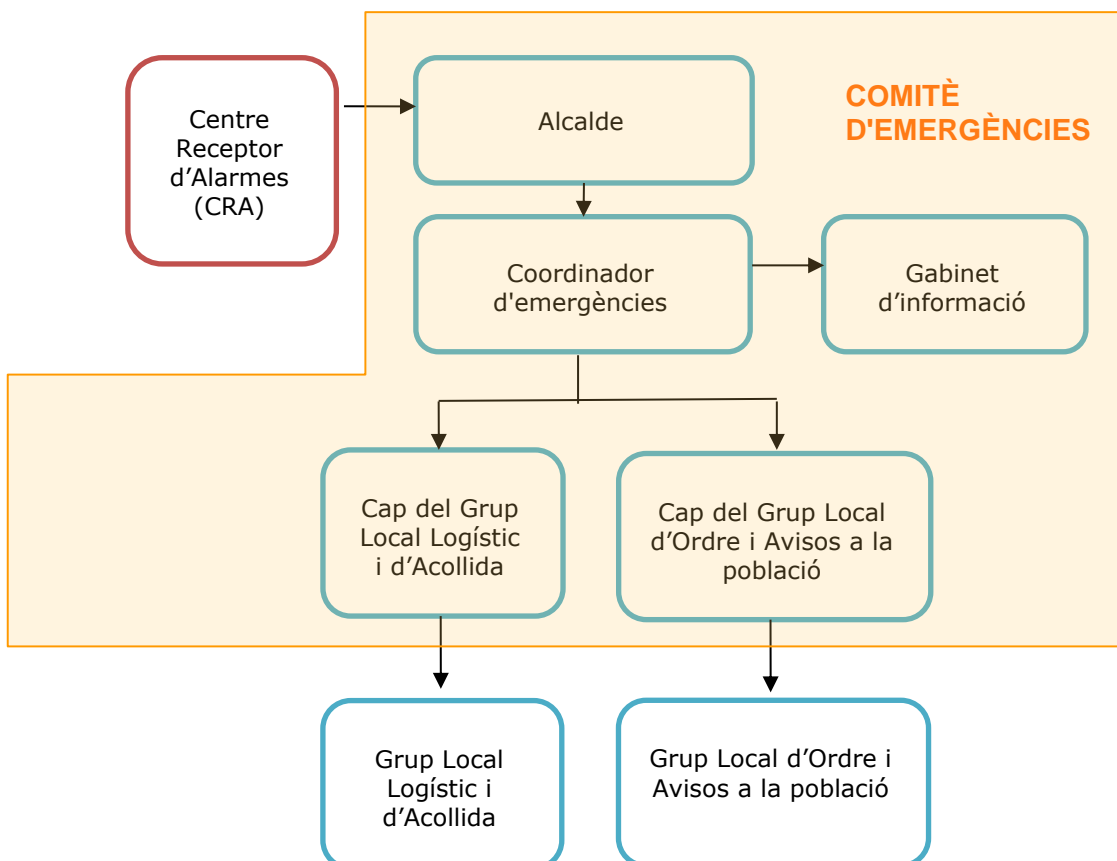 Centre
Receptor
d’Alarmes
(CRA)
Alcalde
COMITÈ
D'EMERGÈNCIES
Coordinador
d'emergències
Gabinet
d’informació
Cap del Grup
Local Logístic
i d’Acollida
Cap del Grup Local
d’Ordre i Avisos a la
població
Grup Local
Logístic i
d’Acollida
Grup Local d’Ordre i
Avisos a la població